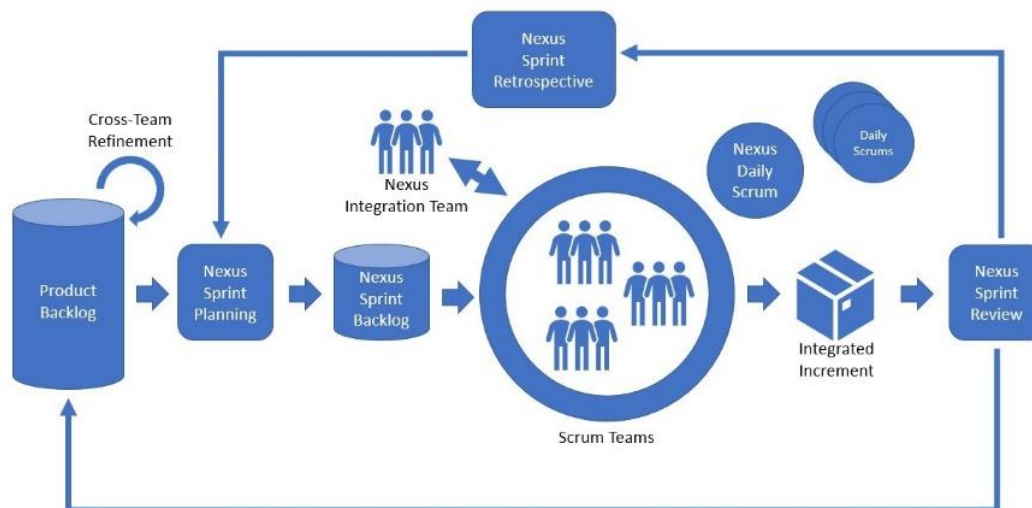 Nexus
Sprint
Retrospective
Cross-Team
Refinement
Nexus
Integration Team
Nexus
Daily
Scrum
Daily
Scrums
Product
Backlog
Nexus
Sprint
Planning
Nexus
Sprint
Backlog
Scrum Teams
Integrated
Increment
Nexus
Sprint
Review